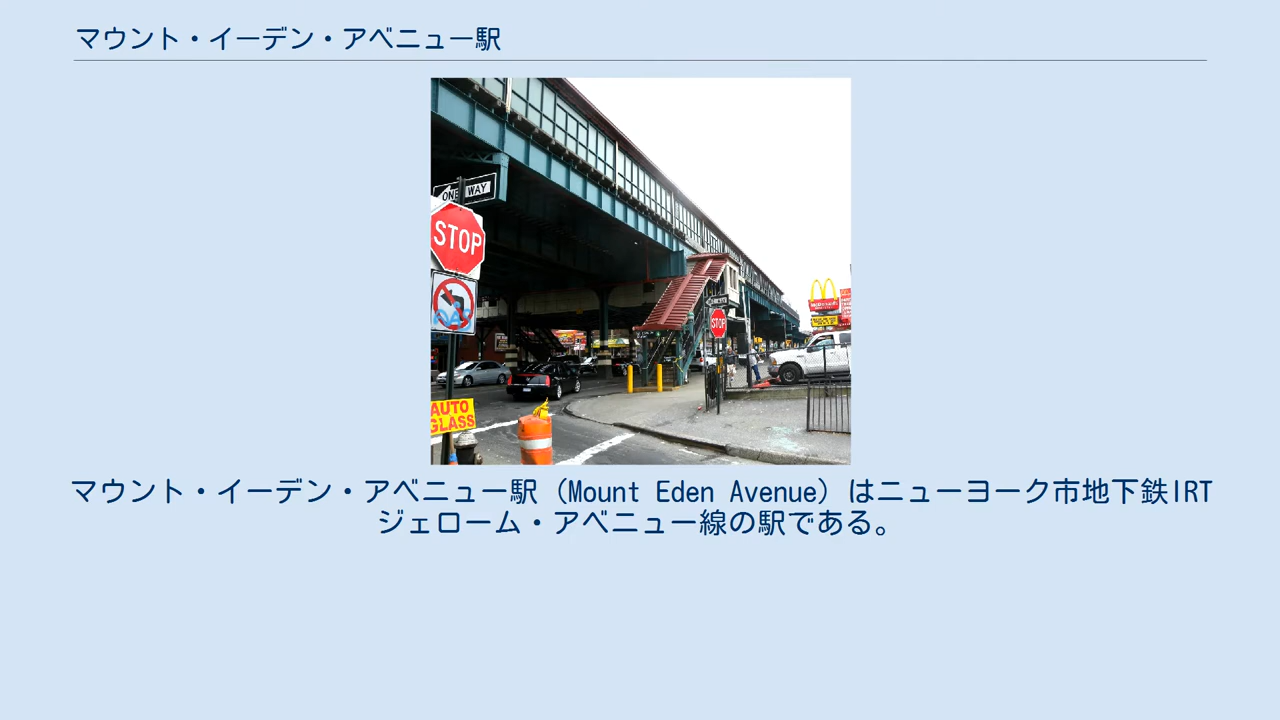 マウント・イーデン・アベニュー駅
ONE WAY
STOP
STOP
AUTO
GLASS
マウント・イーデン・アベニュー駅（Mount Eden Avenue）はニューヨーク市地下鉄IRT
ジェローム・アベニュー線の駅である。